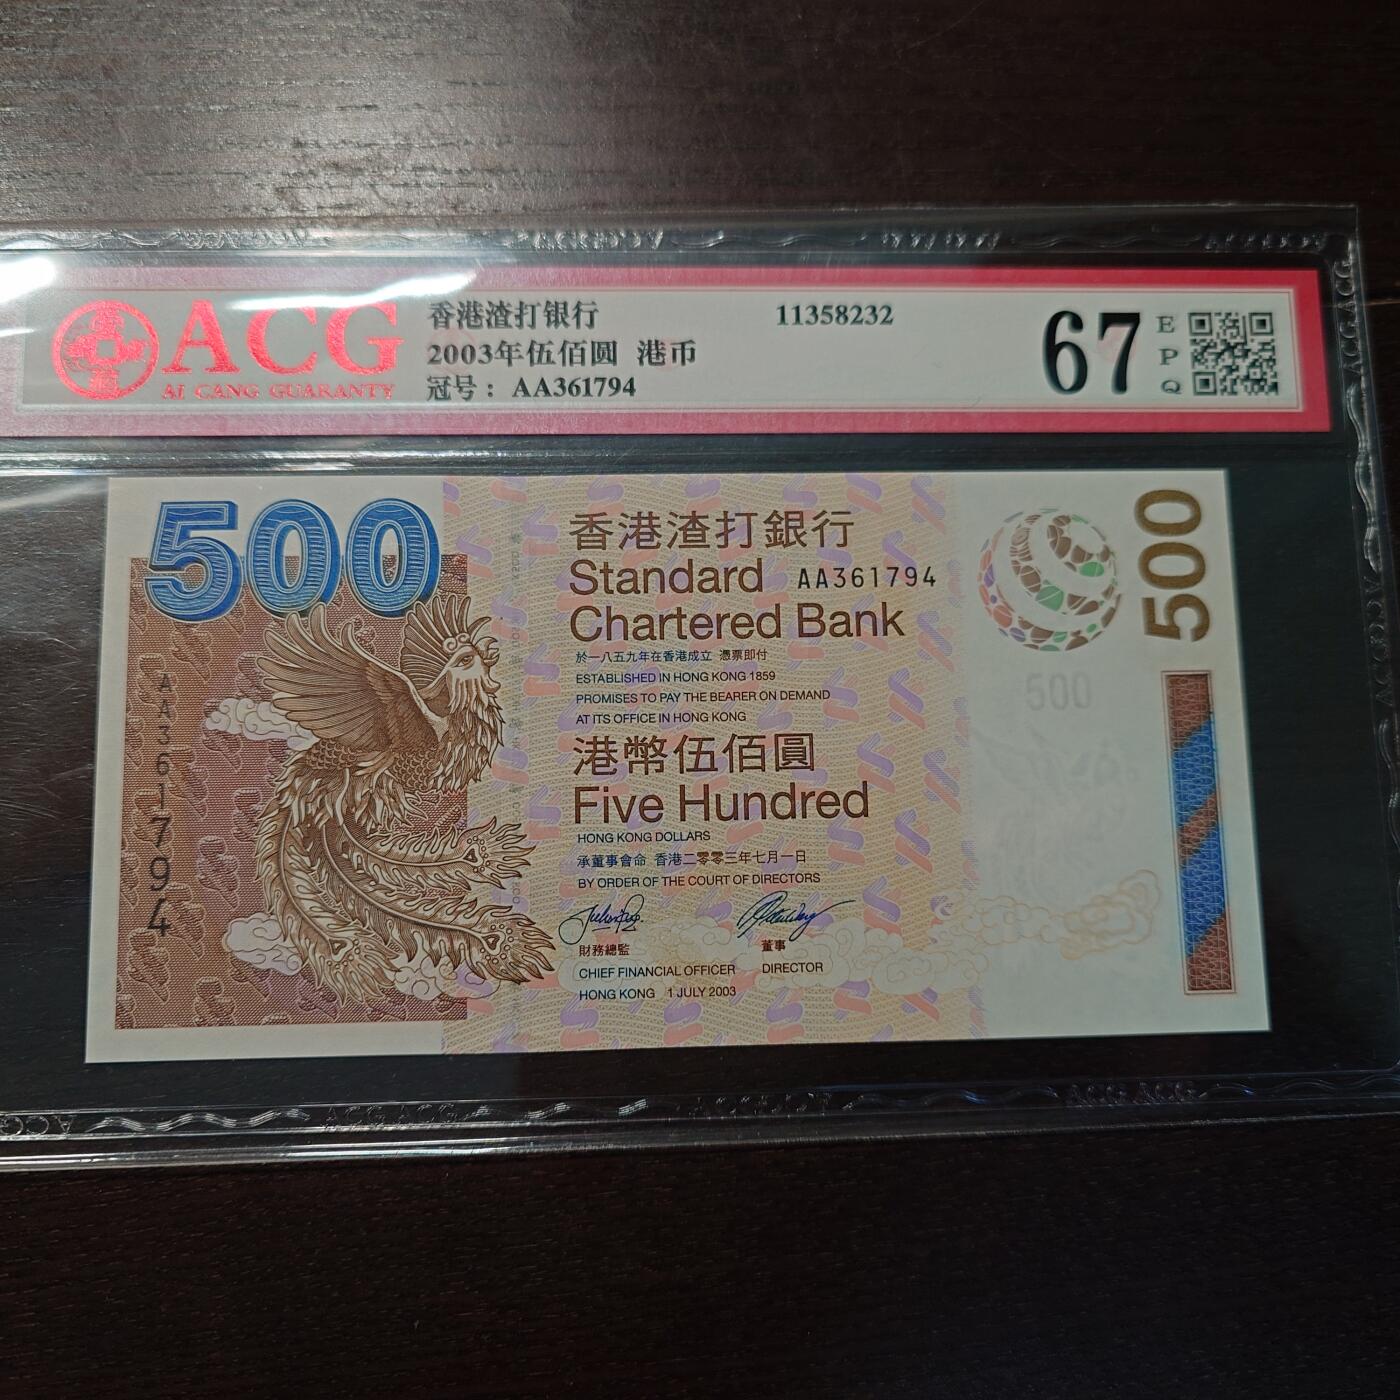 ACG
AI CANG GUARANTY
香港渣打银行
2003年伍佰圆 港币
冠号： AA361794
11358232
67
EPQ
500
香港渣打銀行
Standard
Chartered Bank
AA361794
於一八五九年在香港成立 憑票即付
ESTABLISHED IN HONG KONG 1859
PROMISES TO PAY THE BEARER ON DEMAND
AT ITS OFFICE IN HONG KONG
港幣伍佰圓
Five Hundred
HONG KONG DOLLARS
承董事會命 香港二零零三年七月一日
BY ORDER OF THE COURT OF DIRECTORS
財務總監
CHIEF FINANCIAL OFFICER
董事
DIRECTOR
HONG KONG 1 JULY 2003
AA361794
500
500
ACG ACG
ACG ACG